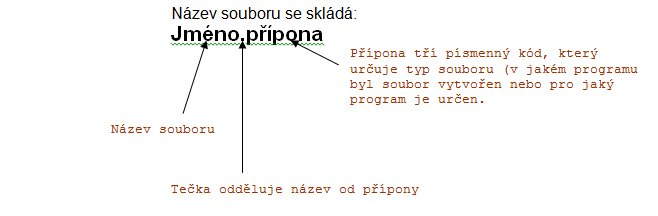 Název souboru se skládá:
Jméno.přípona
Přípona tří písmenný kód, který
určuje typ souboru (v jakém programu
byl soubor vytvořen nebo pro jaký
program je určen.
Název souboru
Tečka odděluje název od přípony